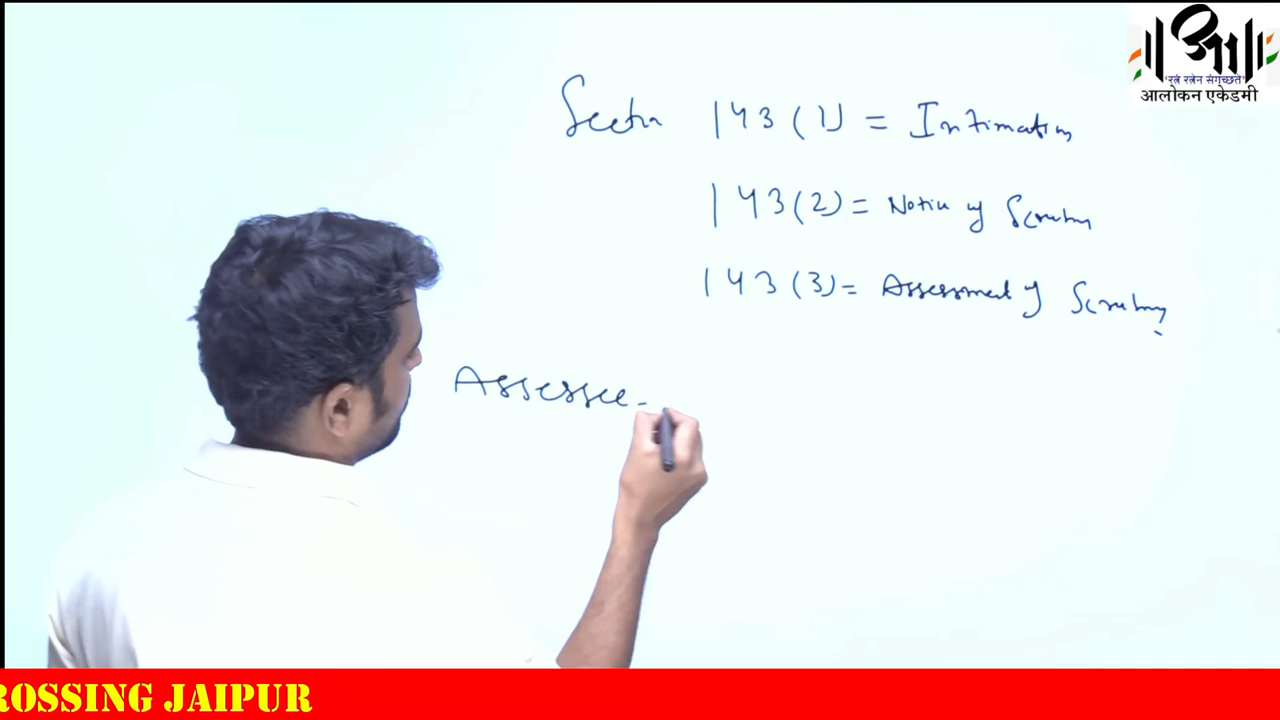 आलोकन एकेडमी
Section 143(1) = Intimation
143(2) = Notice of Scrutiny
143(3) = Assessment of Scrutiny
Assessee -
ROSSING JAIPUR